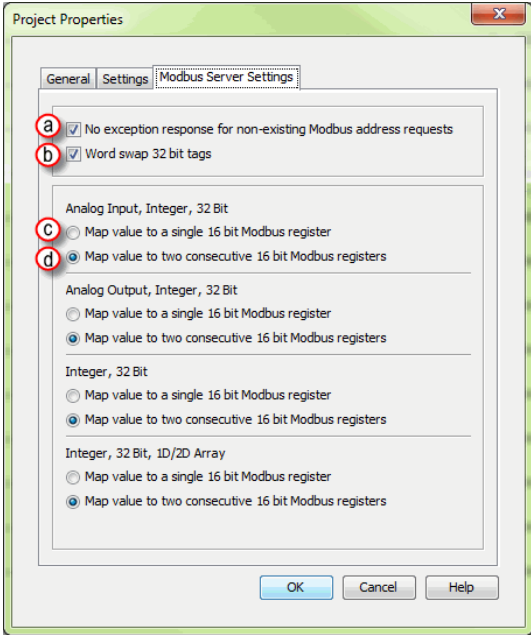 Project Properties
General Settings Modbus Server Settings
a No exception response for non-existing Modbus address requests
b Word swap 32 bit tags
Analog Input, Integer, 32 Bit
c Map value to a single 16 bit Modbus register
d Map value to two consecutive 16 bit Modbus registers
Analog Output, Integer, 32 Bit
Map value to a single 16 bit Modbus register
Map value to two consecutive 16 bit Modbus registers
Integer, 32 Bit
Map value to a single 16 bit Modbus register
Map value to two consecutive 16 bit Modbus registers
Integer, 32 Bit, 1D/2D Array
Map value to a single 16 bit Modbus register
Map value to two consecutive 16 bit Modbus registers
OK Cancel Help